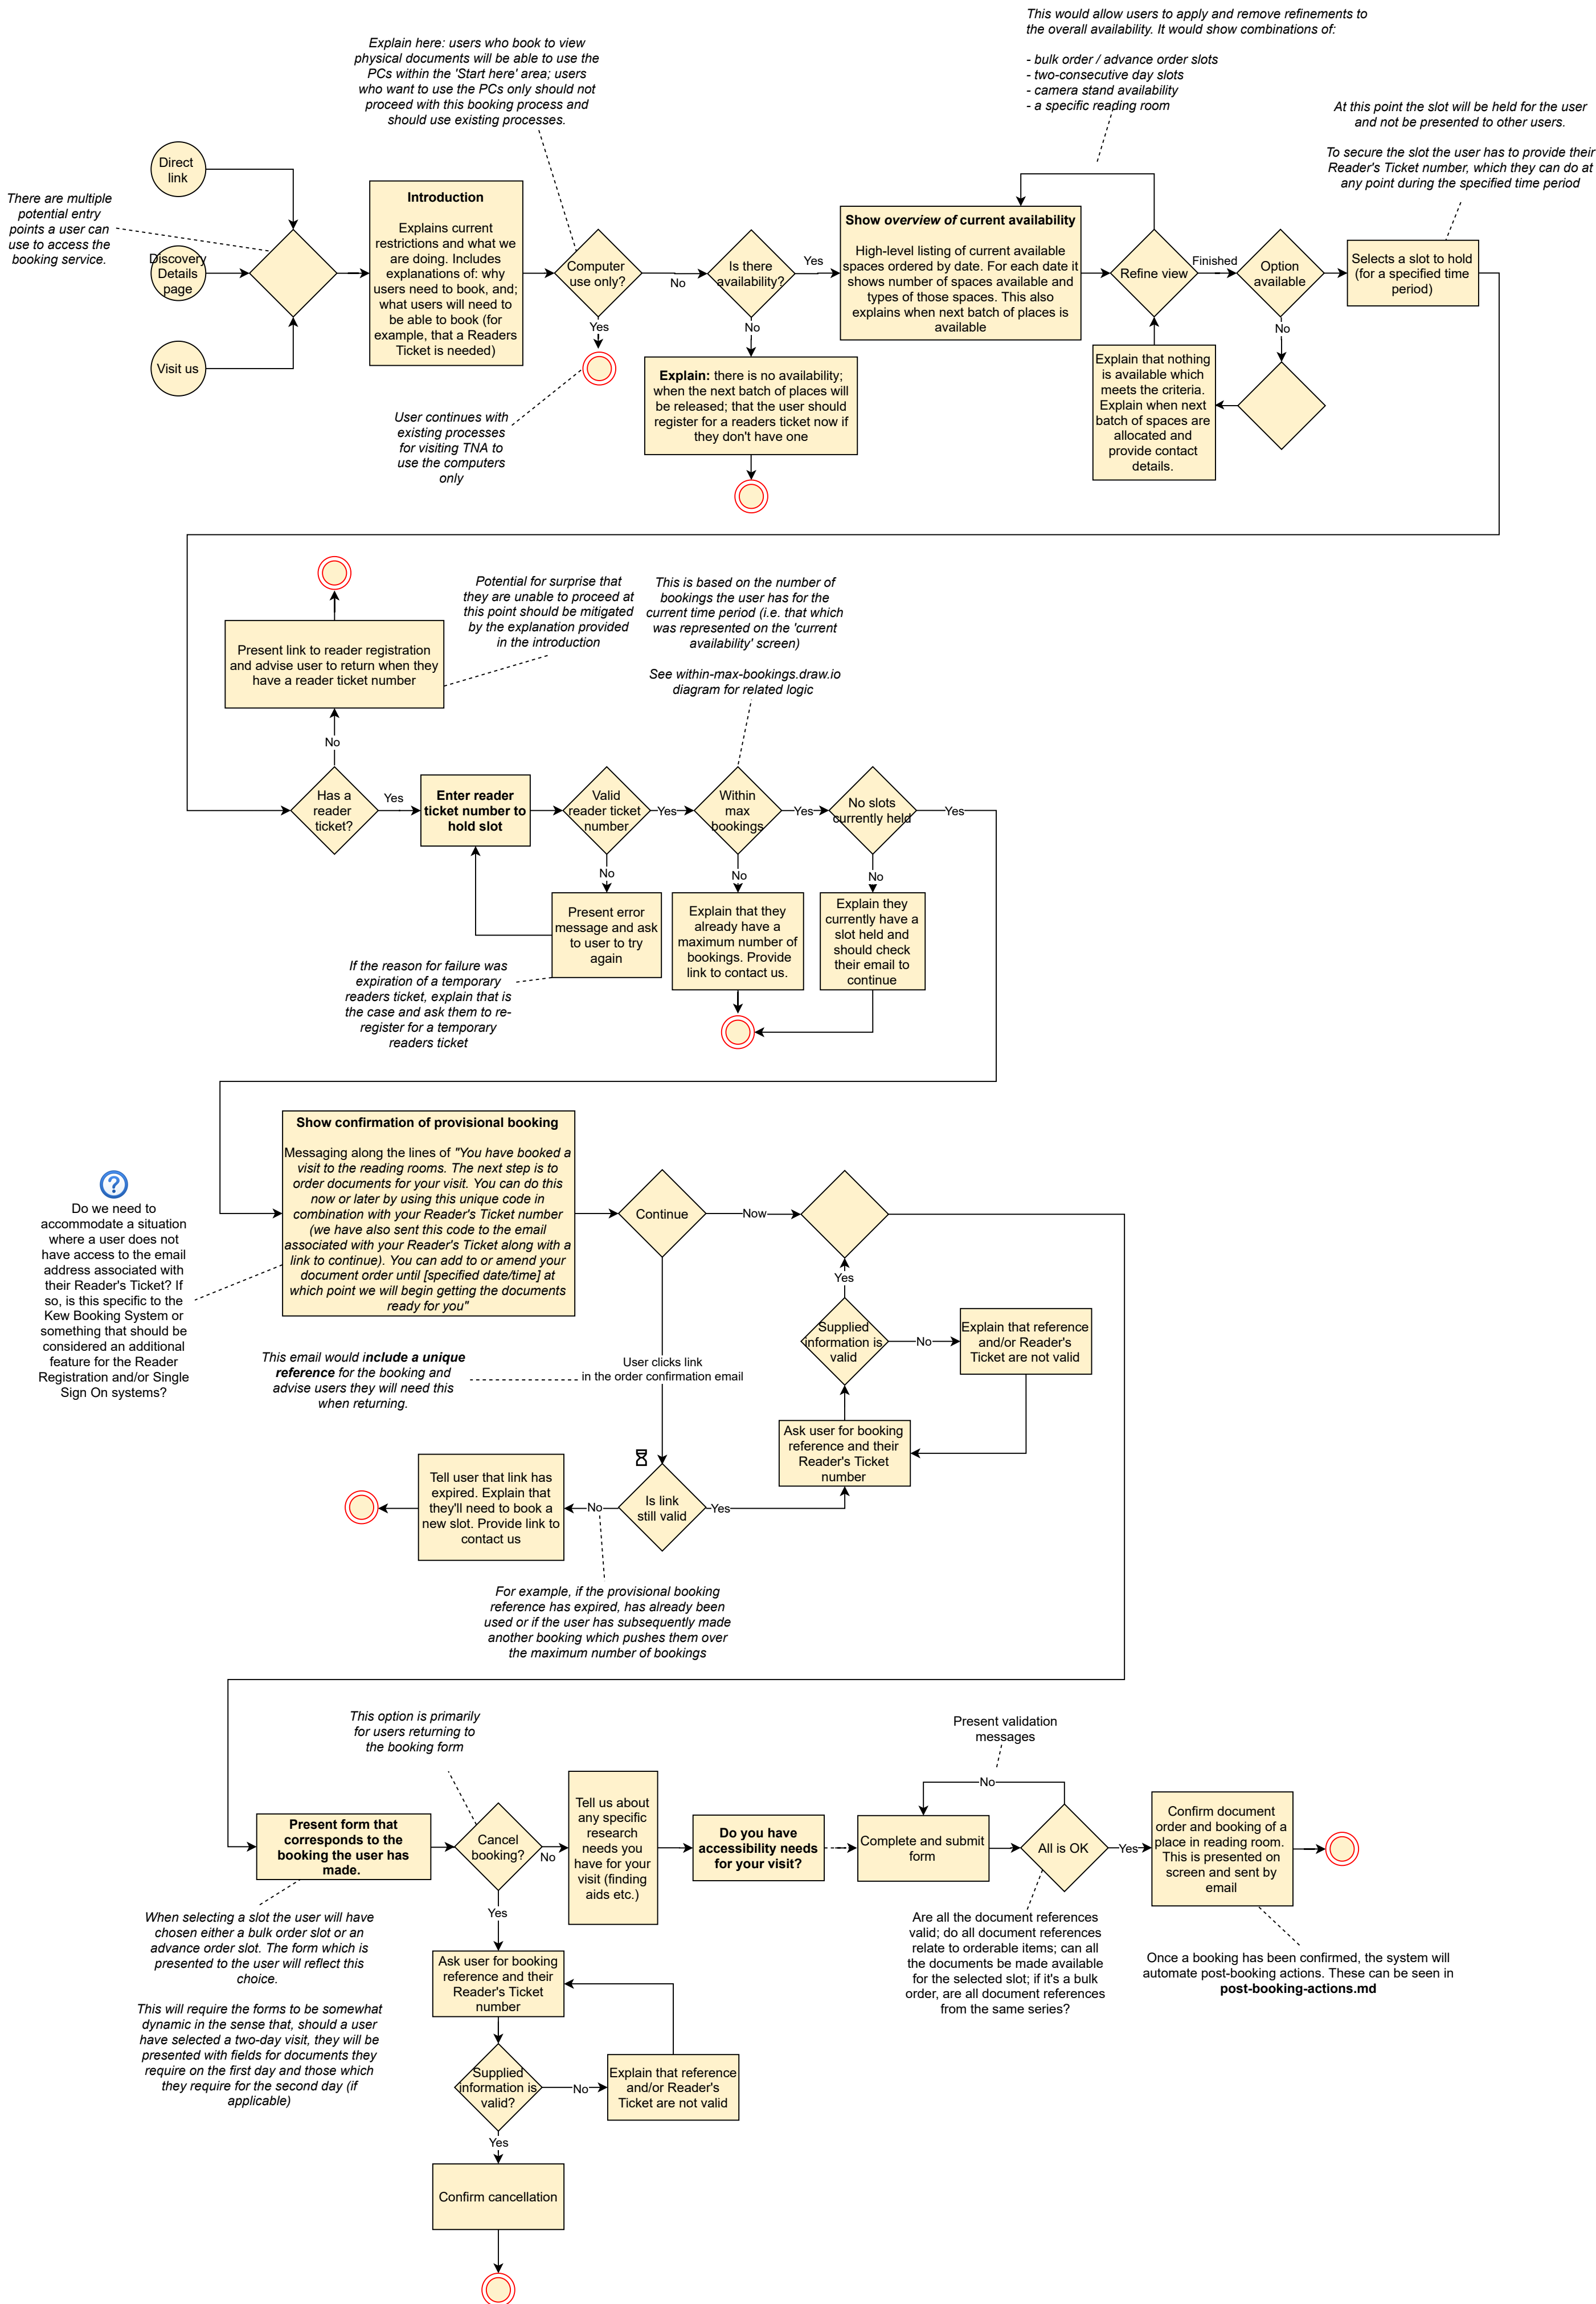 This would allow users to apply and remove refinements to
the overall availability. It would show combinations of:
- bulk order / advance order slots
- two-consecutive day slots
- camera stand availability
- a specific reading room
Explain here: users who book to view
physical documents will be able to use the
PCs within the 'Start here' area; users
who want to use the PCs only should not
proceed with this booking process and
should use existing processes.
At this point the slot will be held for the user
and not be presented to other users.
To secure the slot the user has to provide their
Reader's Ticket number, which they can do at
any point during the specified time period
There are multiple
potential entry
points a user can
use to access the
booking service.
Direct
link
Discovery
Details
page
Visit us
Introduction
Explains current
restrictions and what we
are doing. Includes
explanations of: why
users need to book, and;
what users will need to
be able to book (for
example, that a Readers
Ticket is needed)
Computer
use only?
No
Yes
User continues with
existing processes
for visiting TNA to
use the computers
only
Is there
availability?
Yes
No
Explain: there is no availability;
when the next batch of places will
be released; that the user should
register for a readers ticket now if
they don't have one
Show overview of current availability
High-level listing of current available
spaces ordered by date. For each date it
shows number of spaces available and
types of those spaces. This also
explains when next batch of places is
available
Refine view
Finished
Option
available
No
Explain that nothing
is available which
meets the criteria.
Explain when next
batch of spaces are
allocated and
provide contact
details.
Selects a slot to hold
(for a specified time
period)
Potential for surprise that
they are unable to proceed at
this point should be mitigated
by the explanation provided
in the introduction
This is based on the number of
bookings the user has for the
current time period (i.e. that which
was represented on the 'current
availability' screen)
See within-max-bookings.draw.io
diagram for related logic
Present link to reader registration
and advise user to return when they
have a reader ticket number
No
Has a
reader
ticket?
Yes
Enter reader
ticket number to
hold slot
Valid
reader ticket
number
Yes
Within
max
bookings
Yes
No slots
currently held
Yes
No
No
No
Present error
message and ask
to user to try
again
Explain that they
already have a
maximum number of
bookings. Provide
link to contact us.
Explain they
currently have a
slot held and
should check
their email to
continue
If the reason for failure was
expiration of a temporary
readers ticket, explain that is
the case and ask them to re-
register for a temporary
readers ticket
Show confirmation of provisional booking
Messaging along the lines of "You have booked a
visit to the reading rooms. The next step is to
order documents for your visit. You can do this
now or later by using this unique code in
combination with your Reader's Ticket number
(we have also sent this code to the email
associated with your Reader's Ticket along with a
link to continue). You can add to or amend your
document order until [specified date/time] at
which point we will begin getting the documents
ready for you"
?
Do we need to
accommodate a situation
where a user does not
have access to the email
address associated with
their Reader's Ticket? If
so, is this specific to the
Kew Booking System or
something that should be
considered an additional
feature for the Reader
Registration and/or Single
Sign On systems?
Continue
Now
Yes
Supplied
information is
valid
No
Explain that reference
and/or Reader's
Ticket are not valid
This email would include a unique
reference for the booking and
advise users they will need this
when returning.
User clicks link
in the order confirmation email
Ask user for booking
reference and their
Reader's Ticket
number
Tell user that link has
expired. Explain that
they'll need to book a
new slot. Provide link to
contact us
No
Is link
still valid
Yes
For example, if the provisional booking
reference has expired, has already been
used or if the user has subsequently made
another booking which pushes them over
the maximum number of bookings
This option is primarily
for users returning to
the booking form
Present validation
messages
No
Present form that
corresponds to the
booking the user has
made.
Cancel
booking?
No
Tell us about
any specific
research
needs you
have for your
visit (finding
aids etc.)
Do you have
accessibility needs
for your visit?
Complete and submit
form
All is OK
Yes
Confirm document
order and booking of a
place in reading room.
This is presented on
screen and sent by
email
When selecting a slot the user will have
chosen either a bulk order slot or an
advance order slot. The form which is
presented to the user will reflect this
choice.
This will require the forms to be somewhat
dynamic in the sense that, should a user
have selected a two-day visit, they will be
presented with fields for documents they
require on the first day and those which
they require for the second day (if
applicable)
Yes
Are all the document references
valid; do all document references
relate to orderable items; can all
the documents be made available
for the selected slot; if it's a bulk
order, are all document references
from the same series?
Once a booking has been confirmed, the system will
automate post-booking actions. These can be seen in
post-booking-actions.md
Ask user for booking
reference and their
Reader's Ticket
number
Supplied
information is
valid?
No
Explain that reference
and/or Reader's
Ticket are not valid
Yes
Confirm cancellation